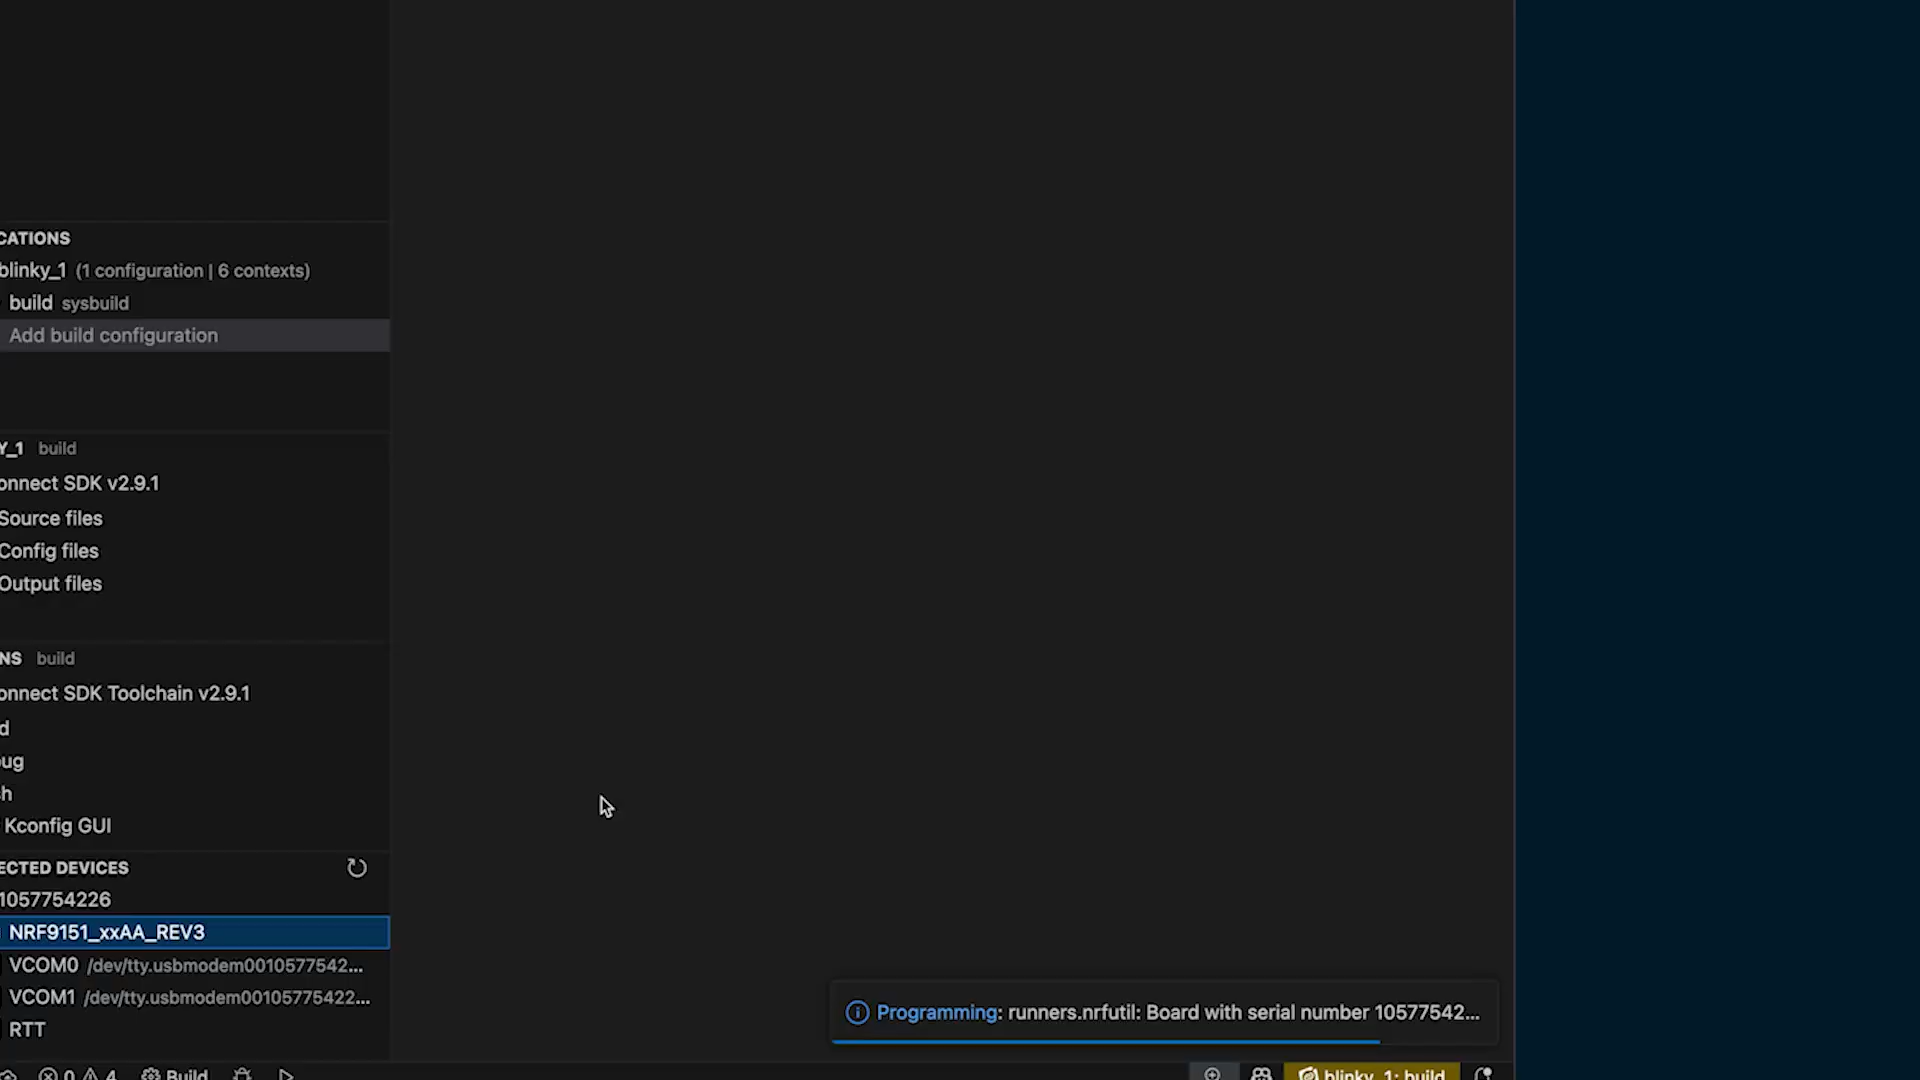 CATIONS
blinky_1 (1 configuration | 6 contexts)
build sysbuild
Add build configuration
Y_1 build
onnect SDK v2.9.1
Source files
Config files
Output files
NS build
onnect SDK Toolchain v2.9.1
d
ug
h
Kconfig GUI
ECTED DEVICES
1057754226
NRF9151_xxAA_REV3
VCOM0 /dev/tty.usbmodem0010577542...
VCOM1 /dev/tty.usbmodem00105775422...
RTT
Programming: runners.nrfutil: Board with serial number 10577542...
0 4 Build blinky_1: build